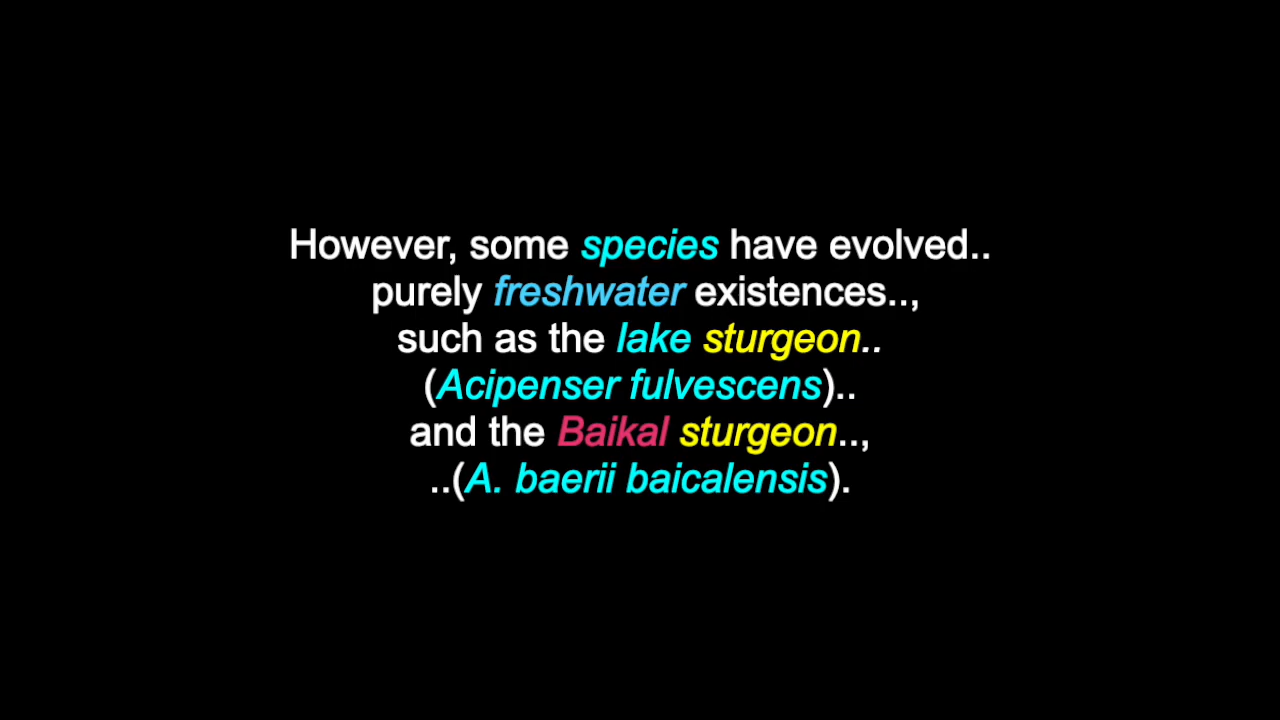 However, some species have evolved..
purely freshwater existences..,
such as the lake sturgeon..
(Acipenser fulvescens)..
and the Baikal sturgeon..,
..(A. baerii baicalensis).